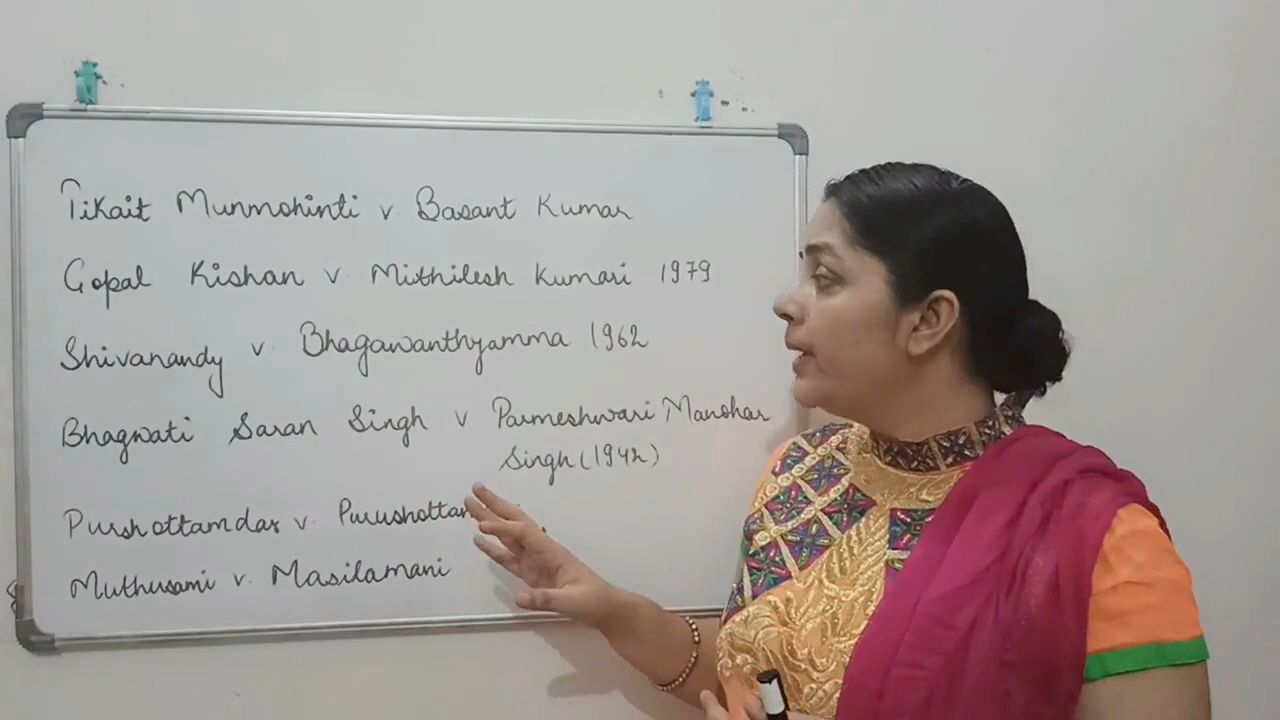 Tikait Munmohinti v. Basant Kumar
Gopal Kishan v Mithilesh Kumari 1979
Shivanandy v Bhagawanthyamma 1962
Bhagwati Saran Singh v Parmeshwari Manohar
Singh (1942)
Purshottamdas v.
Muthusami v. Masilamani